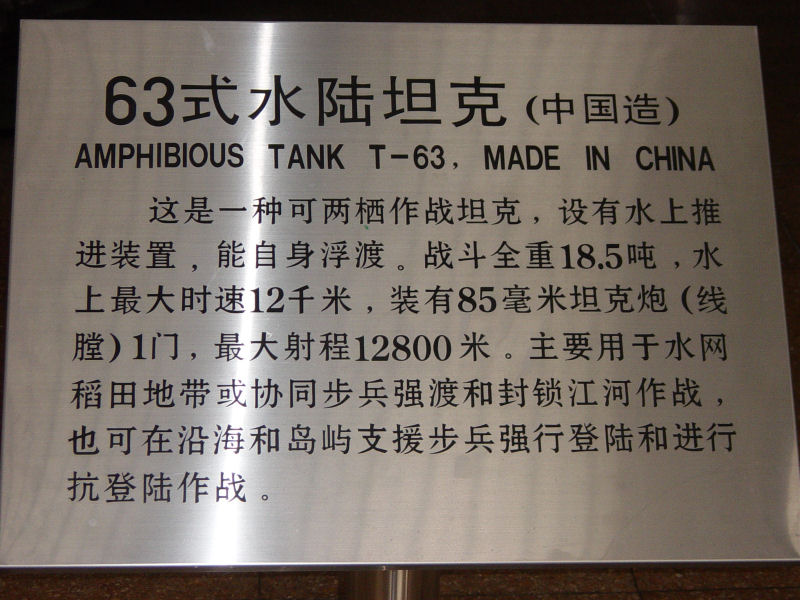 63式水陆坦克(中国造)
AMPHIBIOUS TANK T-63, MADE IN CHINA
这是一种可两栖作战坦克，设有水上推
进装置，能自身浮渡。战斗全重18.5吨，水
上最大时速12千米，装有85毫米坦克炮(线
膛)1门，最大射程12800米。主要用于水网
稻田地带或协同步兵强渡和封锁江河作战，
也可在沿海和岛屿支援步兵强行登陆和进行
抗登陆作战。